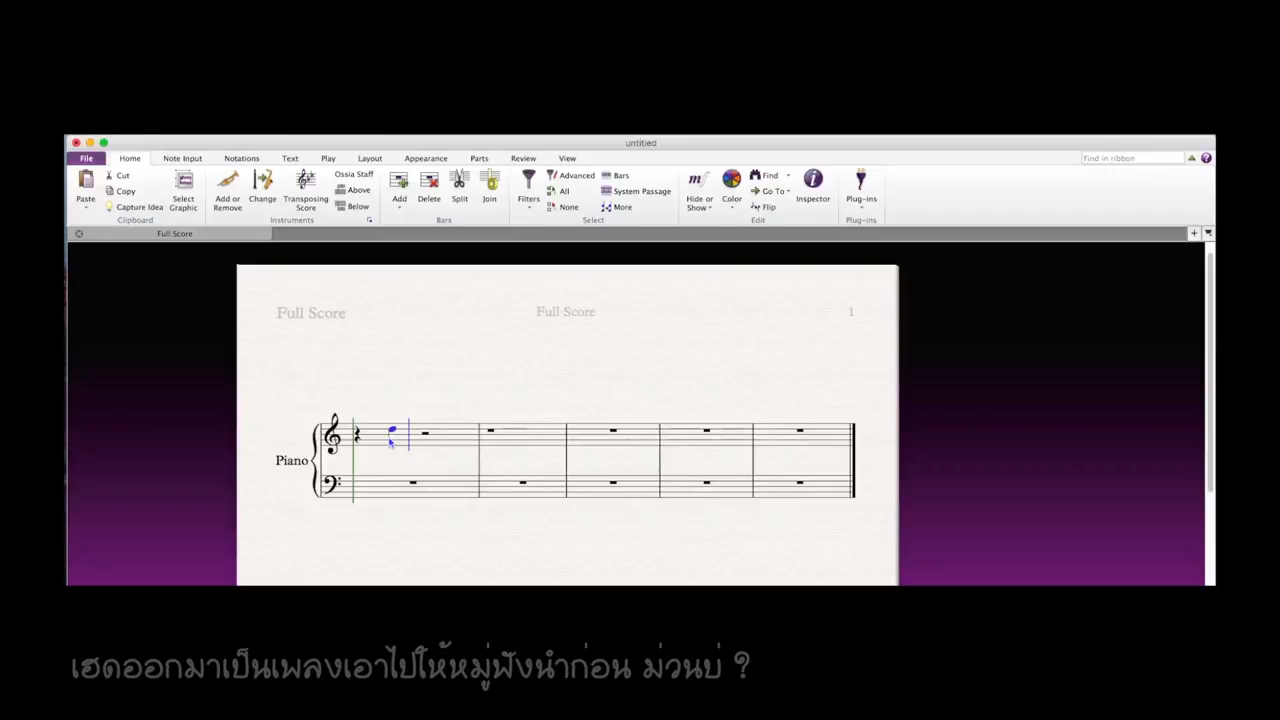 untitled
File Home Note Input Notations Text Play Layout Appearance Parts Review View Find in ribbon
Paste Cut Copy Capture Idea Select Graphic Clipboard
Add or Remove Change Transposing Score Ossia Staff Above Below Instruments
Add Delete Split Join Bars
Filters Advanced All None Bars System Passage More Select
Hide or Show Color Find Go To Flip Inspector Edit
Plug-ins Plug-ins
Full Score
Full Score Full Score 1
Piano
เฮดออกมาเป็นเพลงเอาไปให้หมู่ฟังนำก่อน ม่วนบ่ ?